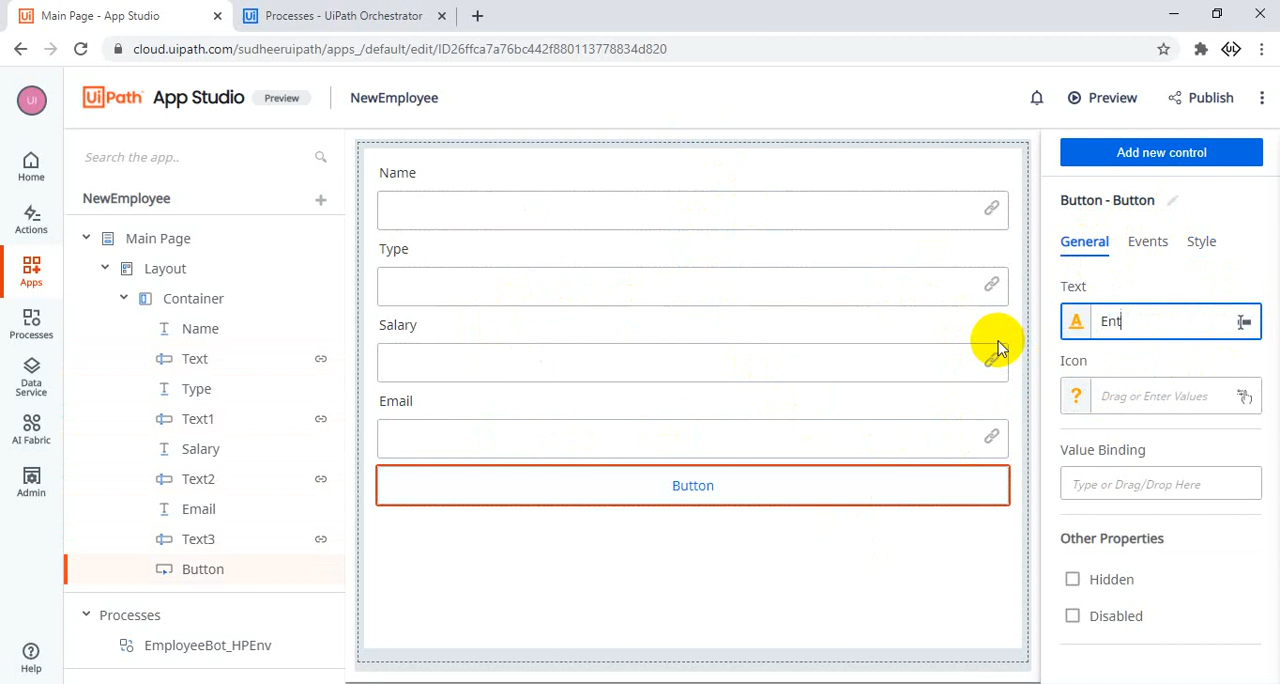 Main Page - App Studio
Processes - UiPath Orchestrator
cloud.uipath.com/sudheeruipath/apps_/default/edit/ID26ffca7a76bc442f880113778834d820
UI
UiPath App Studio Preview
NewEmployee
Preview
Publish
Home
Actions
Apps
Processes
Data Service
AI Fabric
Admin
Help
Search the app..
NewEmployee
Main Page
Layout
Container
Name
Text
Type
Text1
Salary
Text2
Email
Text3
Button
Processes
EmployeeBot_HPEnv
Name
Type
Salary
Email
Button
Add new control
Button - Button
General Events Style
Text
Ent
Icon
Drag or Enter Values
Value Binding
Type or Drag/Drop Here
Other Properties
Hidden
Disabled